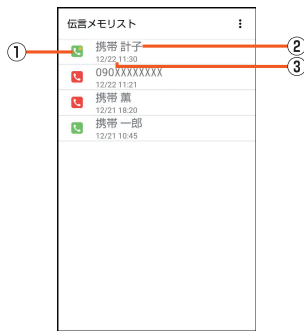 伝言メモリスト
① 携帯 計子 ②
12/22 11:30 ③
090XXXXXXXX
12/22 11:21
携帯 薫
12/21 18:20
携帯 一郎
12/21 10:45